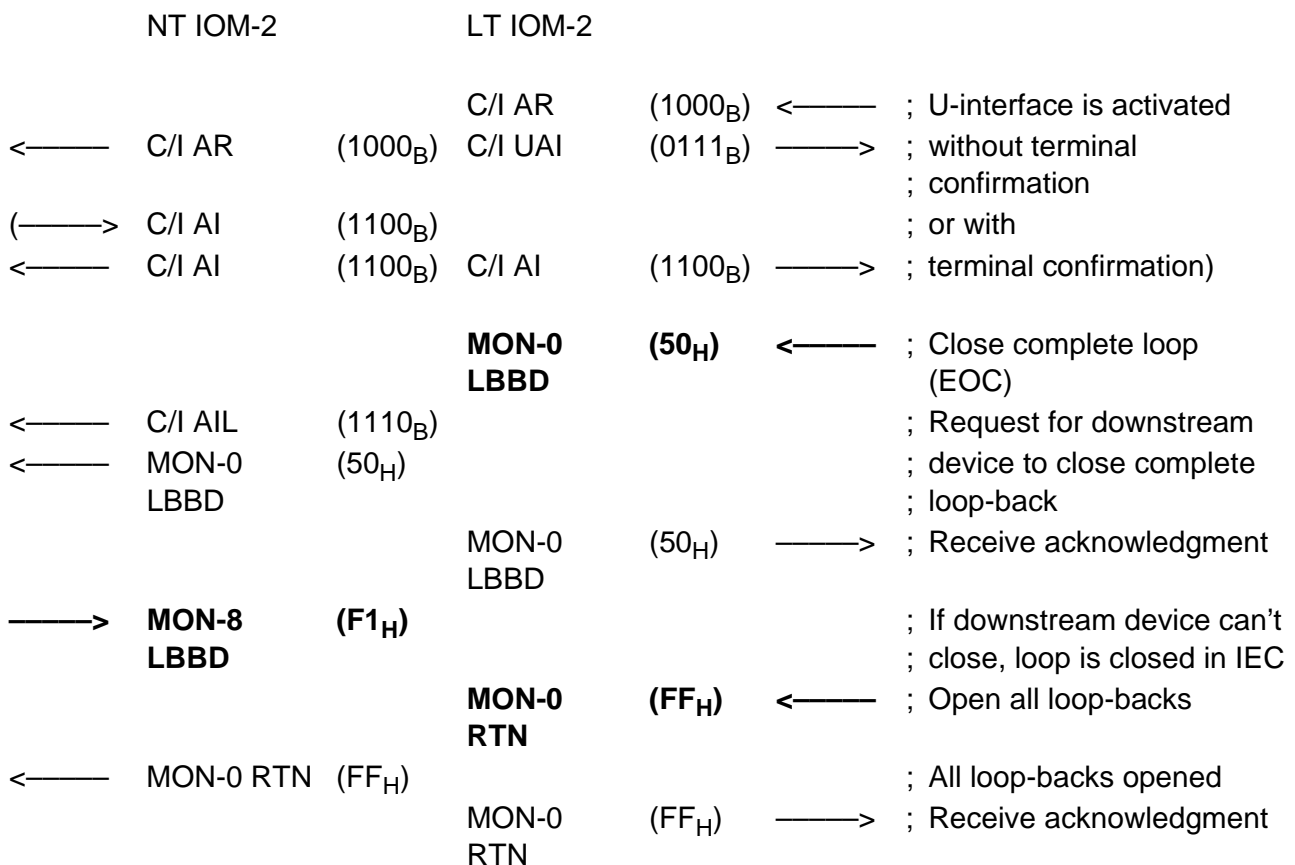 NT IOM-2 LT IOM-2
C/I AR (1000B) <––––– ; U-interface is activated
<––––– C/I AR (1000B) C/I UAI (0111B) –––––> ; without terminal
; confirmation
(–––––> C/I AI (1100B) ; or with
<––––– C/I AI (1100B) C/I AI (1100B) –––––> ; terminal confirmation)
MON-0 (50H) <––––– ; Close complete loop
LBBD (EOC)
<––––– C/I AIL (1110B) ; Request for downstream
<––––– MON-0 (50H) ; device to close complete
LBBD ; loop-back
MON-0 (50H) –––––> ; Receive acknowledgment
LBBD
–––––> MON-8 (F1H) ; If downstream device can't
LBBD ; close, loop is closed in IEC
MON-0 (FFH) <––––– ; Open all loop-backs
RTN
<––––– MON-0 RTN (FFH) ; All loop-backs opened
MON-0 (FFH) –––––> ; Receive acknowledgment
RTN